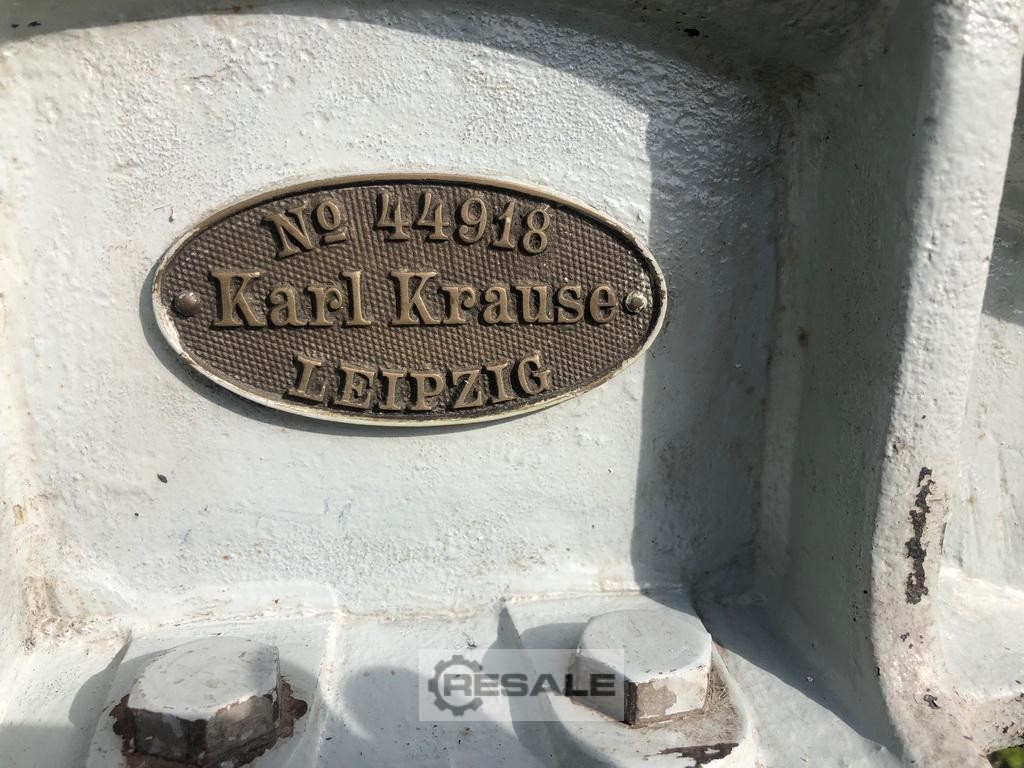 № 44918
Karl Krause
LEIPZIG
RESALE